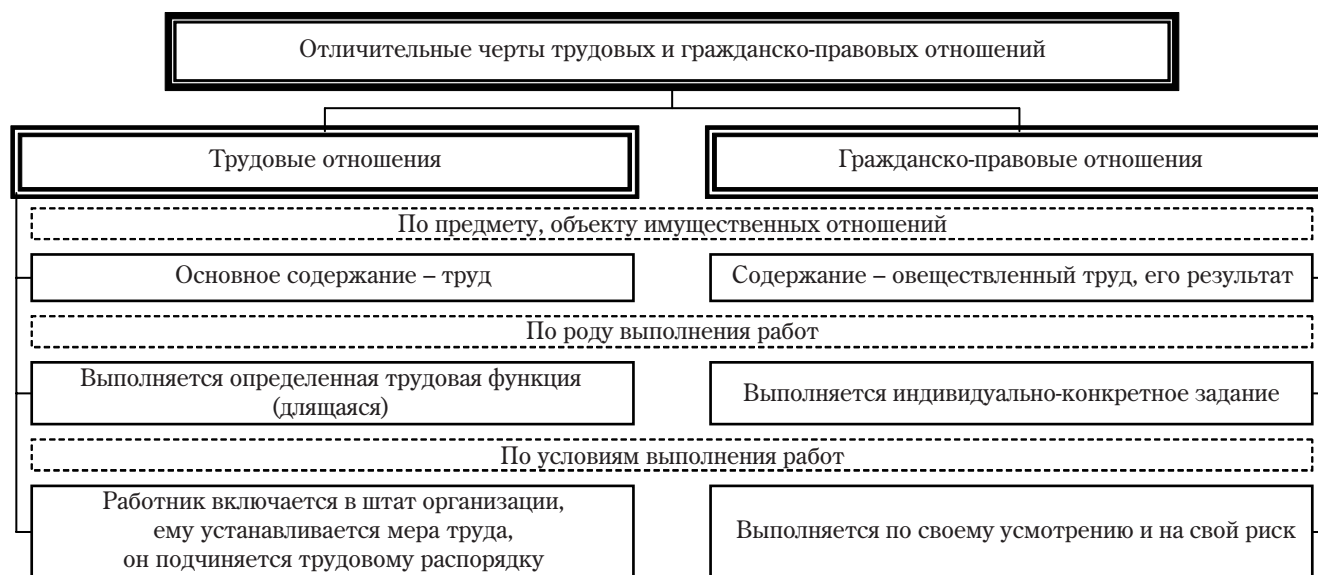 Отличительные черты трудовых и гражданско-правовых отношений
Трудовые отношения
Гражданско-правовые отношения
По предмету, объекту имущественных отношений
Основное содержание – труд
Содержание – овеществленный труд, его результат
По роду выполнения работ
Выполняется определенная трудовая функция
(длящаяся)
Выполняется индивидуально-конкретное задание
По условиям выполнения работ
Работник включается в штат организации,
ему устанавливается мера труда,
он подчиняется трудовому распорядку
Выполняется по своему усмотрению и на свой риск